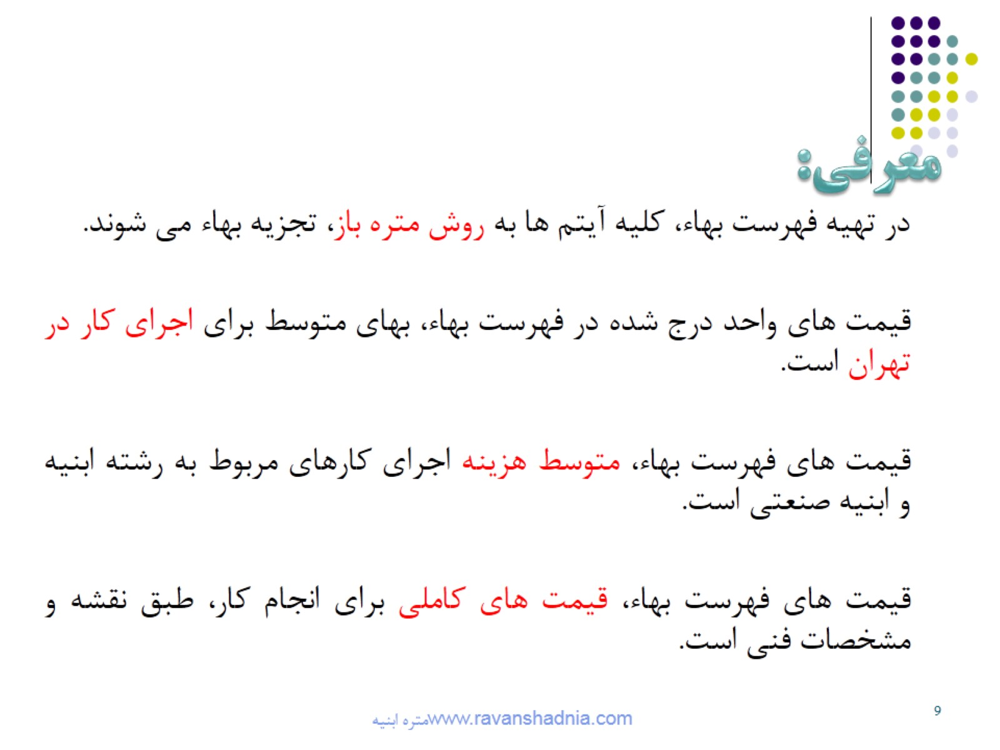 معرفی:
در تهیه فهرست بهاء، کلیه آیتم ها به روش متره باز، تجزیه بهاء می شوند.
قیمت های واحد درج شده در فهرست بهاء، بهای متوسط برای اجرای کار در
تهران است.
قیمت های فهرست بهاء، متوسط هزینه اجرای کارهای مربوط به رشته ابنیه
و ابنیه صنعتی است.
قیمت های فهرست بهاء، قیمت های کاملی برای انجام کار، طبق نقشه و
مشخصات فنی است.
متره ابنیهwww.ravanshadnia.com
9